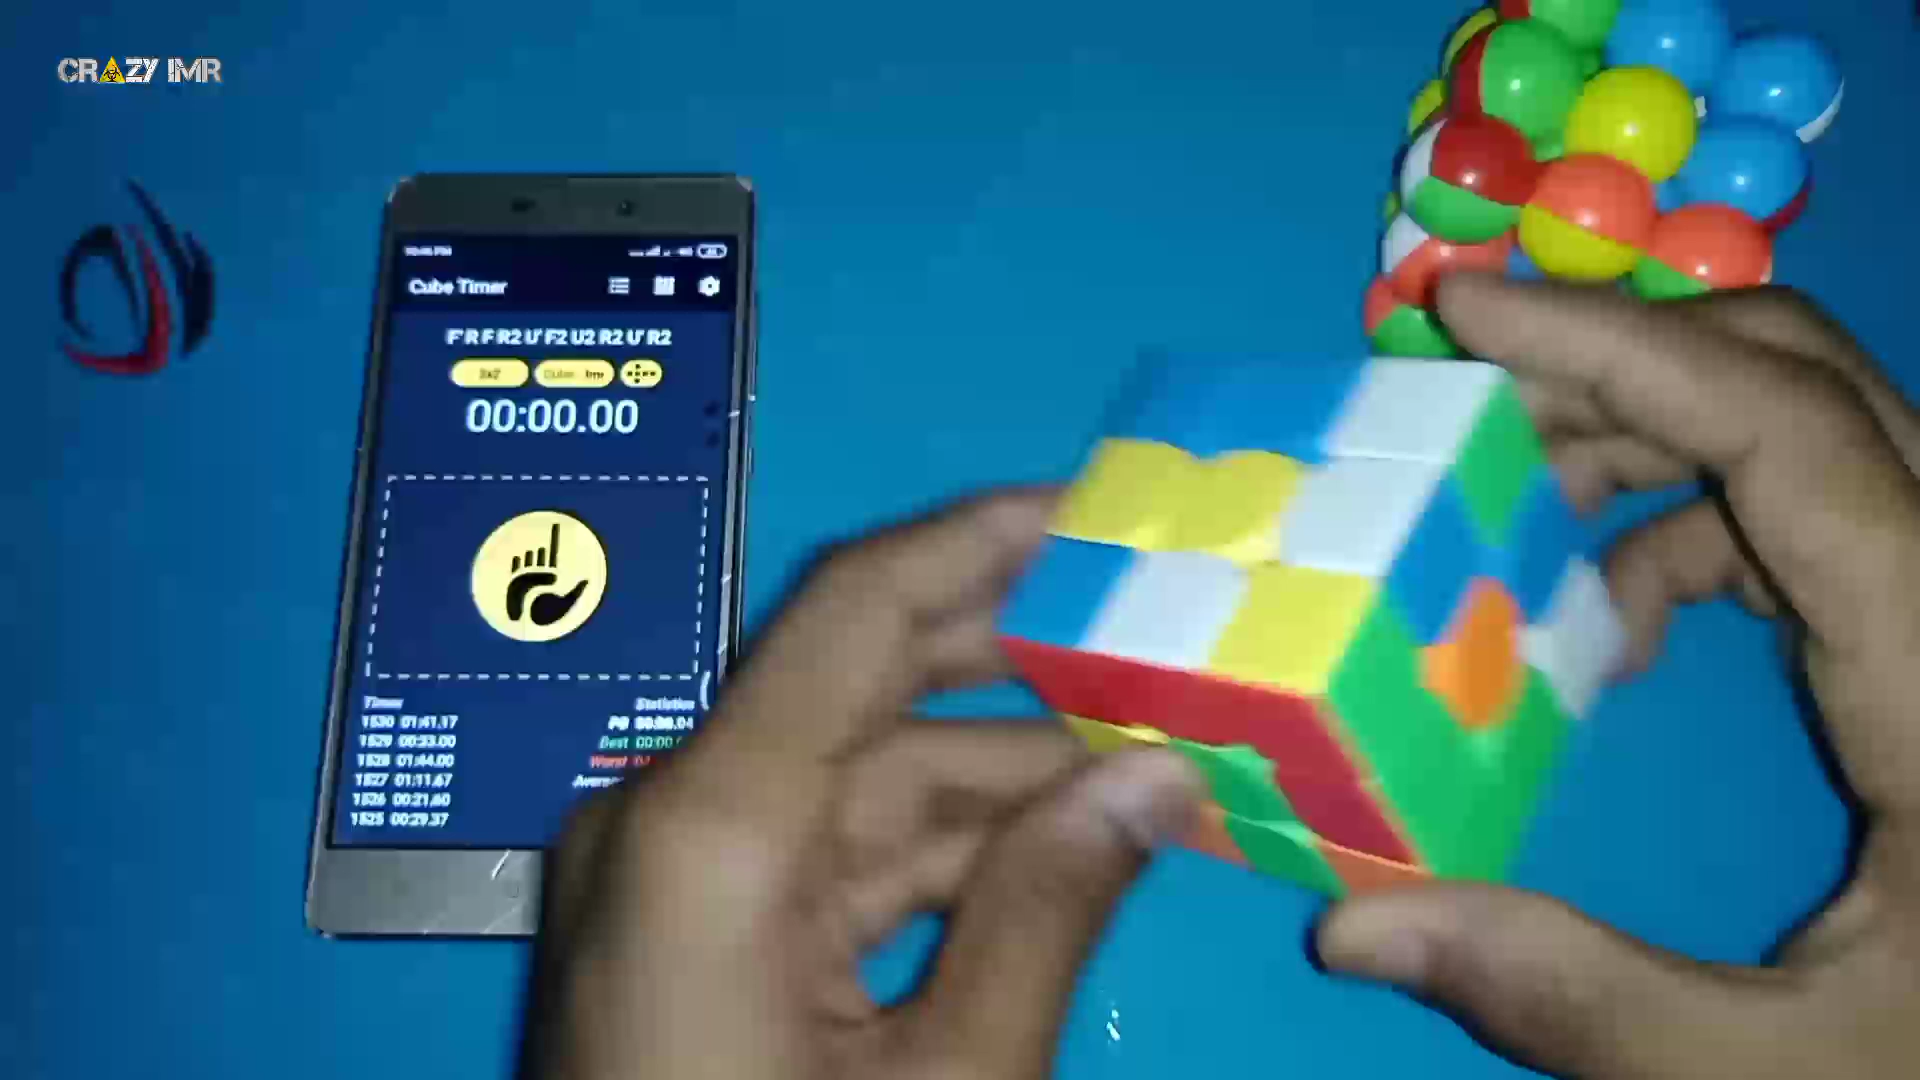 CRAZY IMR
Cube Timer
F' R F R2 U' F2 U2 R2 U' R2
00:00.00
Times
Statistics
1530 01:41.17
PB
1529 00:33.00
Best
1528 01:44.00
Worst
1527 01:11.67
1526 00:21.60
1525 00:29.37